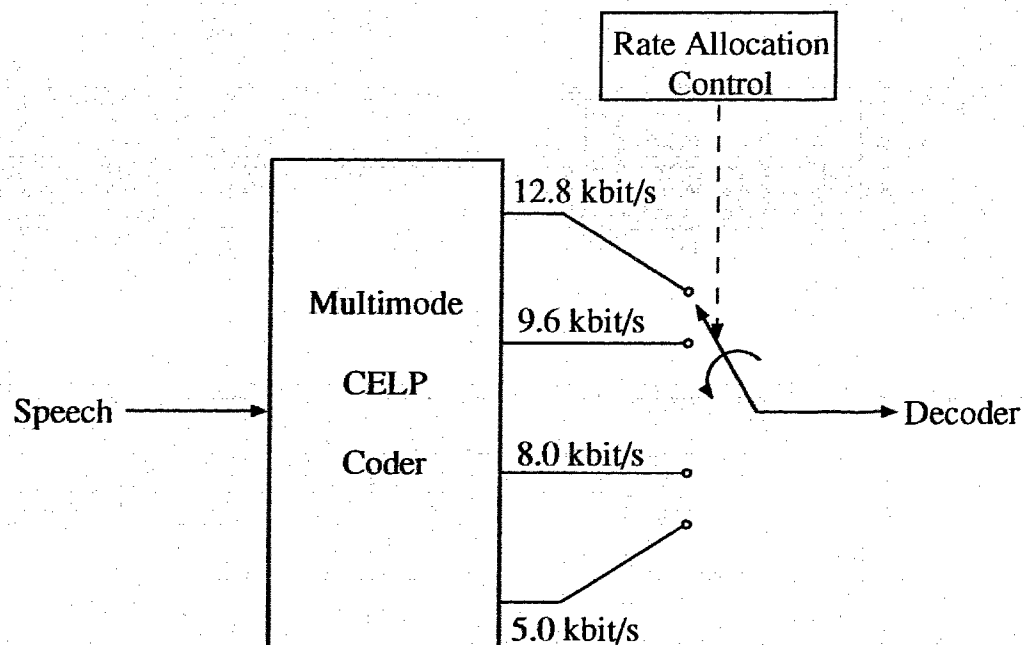 Rate Allocation
Control
12.8 kbit/s
Multimode
9.6 kbit/s
CELP
Speech
Decoder
Coder
8.0 kbit/s
5.0 kbit/s